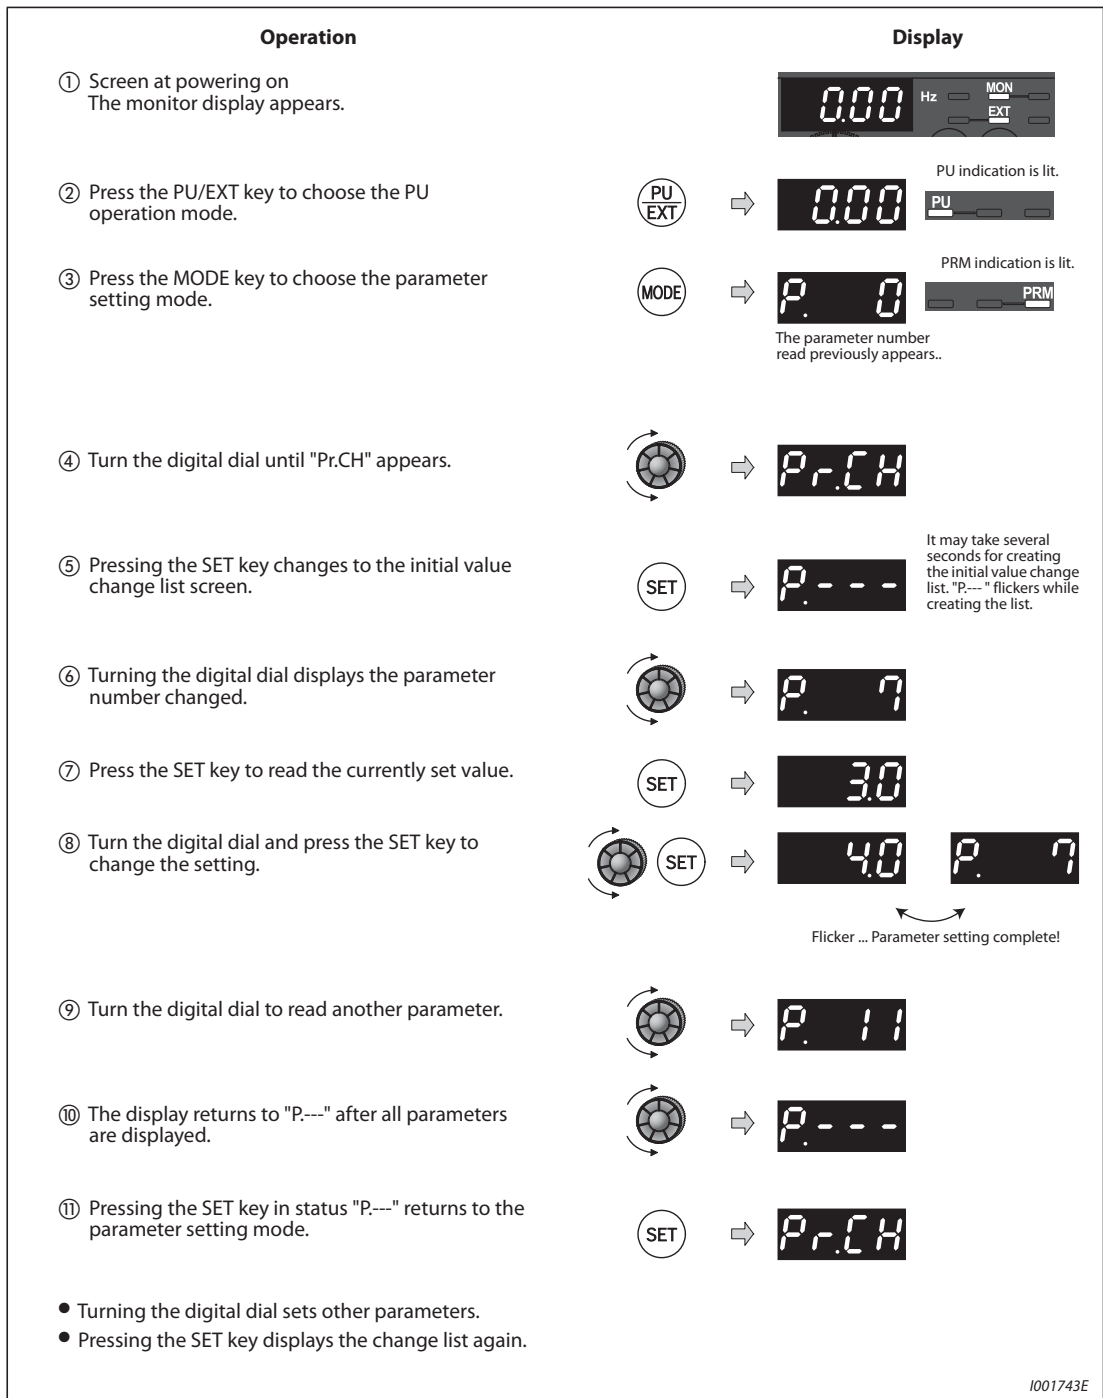 Operation
Display
① Screen at powering on
The monitor display appears.
0.00 Hz MON
EXT
② Press the PU/EXT key to choose the PU
operation mode.
PU
EXT
0.00
PU indication is lit.
PU
③ Press the MODE key to choose the parameter
setting mode.
MODE
P. 0
PRM indication is lit.
PRM
The parameter number
read previously appears..
④ Turn the digital dial until "Pr.CH" appears.
Pr.CH
⑤ Pressing the SET key changes to the initial value
change list screen.
SET
P.---
It may take several
seconds for creating
the initial value change
list. "P.--- " flickers while
creating the list.
⑥ Turning the digital dial displays the parameter
number changed.
P. 7
⑦ Press the SET key to read the currently set value.
SET
3.0
⑧ Turn the digital dial and press the SET key to
change the setting.
SET
4.0
P. 7
Flicker ... Parameter setting complete!
⑨ Turn the digital dial to read another parameter.
P. 11
⑩ The display returns to "P.---" after all parameters
are displayed.
P.---
⑪ Pressing the SET key in status "P.---" returns to the
parameter setting mode.
SET
Pr.CH
● Turning the digital dial sets other parameters.
● Pressing the SET key displays the change list again.
I001743E